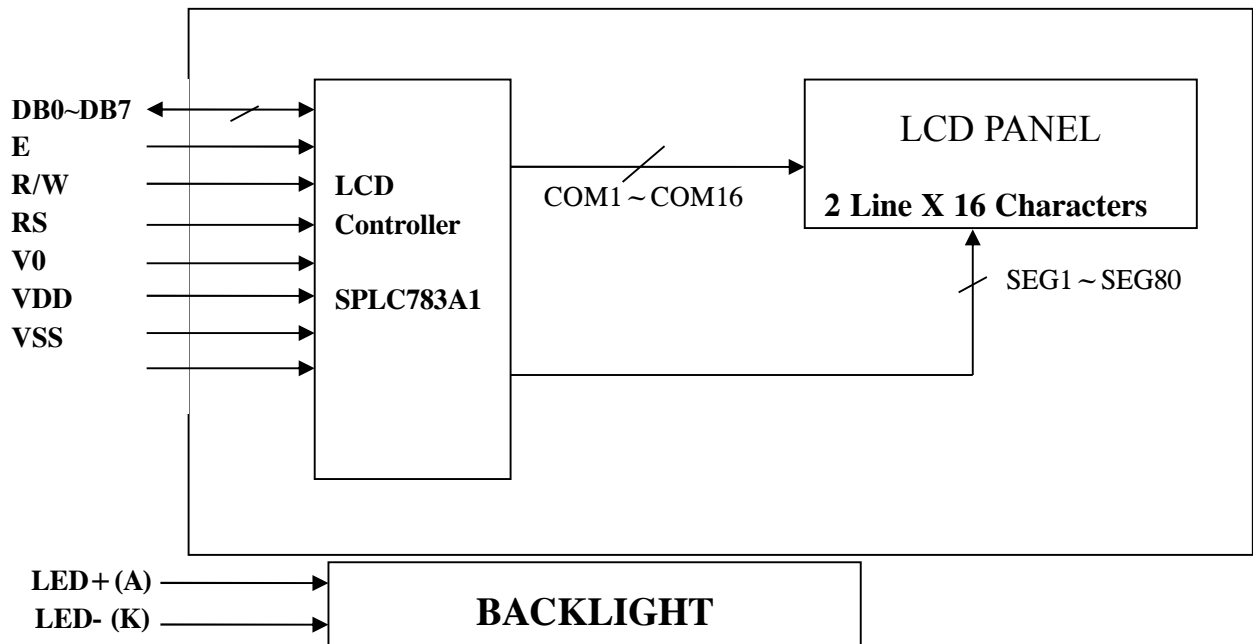 DB0~DB7
E
R/W
RS
V0
VDD
VSS
LCD
Controller
SPLC783A1
COM1~COM16
LCD PANEL
2 Line X 16 Characters
SEG1~SEG80
LED+(A)
LED- (K)
BACKLIGHT